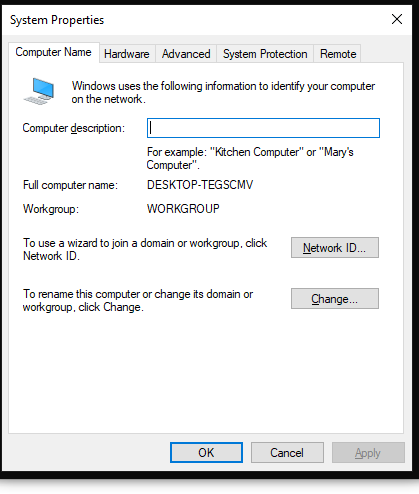 System Properties
Computer Name Hardware Advanced System Protection Remote
Windows uses the following information to identify your computer
on the network.
Computer description:
For example: "Kitchen Computer" or "Mary's
Computer".
Full computer name: DESKTOP-TEGSCMV
Workgroup: WORKGROUP
To use a wizard to join a domain or workgroup, click
Network ID.
Network ID...
To rename this computer or change its domain or
workgroup, click Change.
Change...
OK Cancel Apply